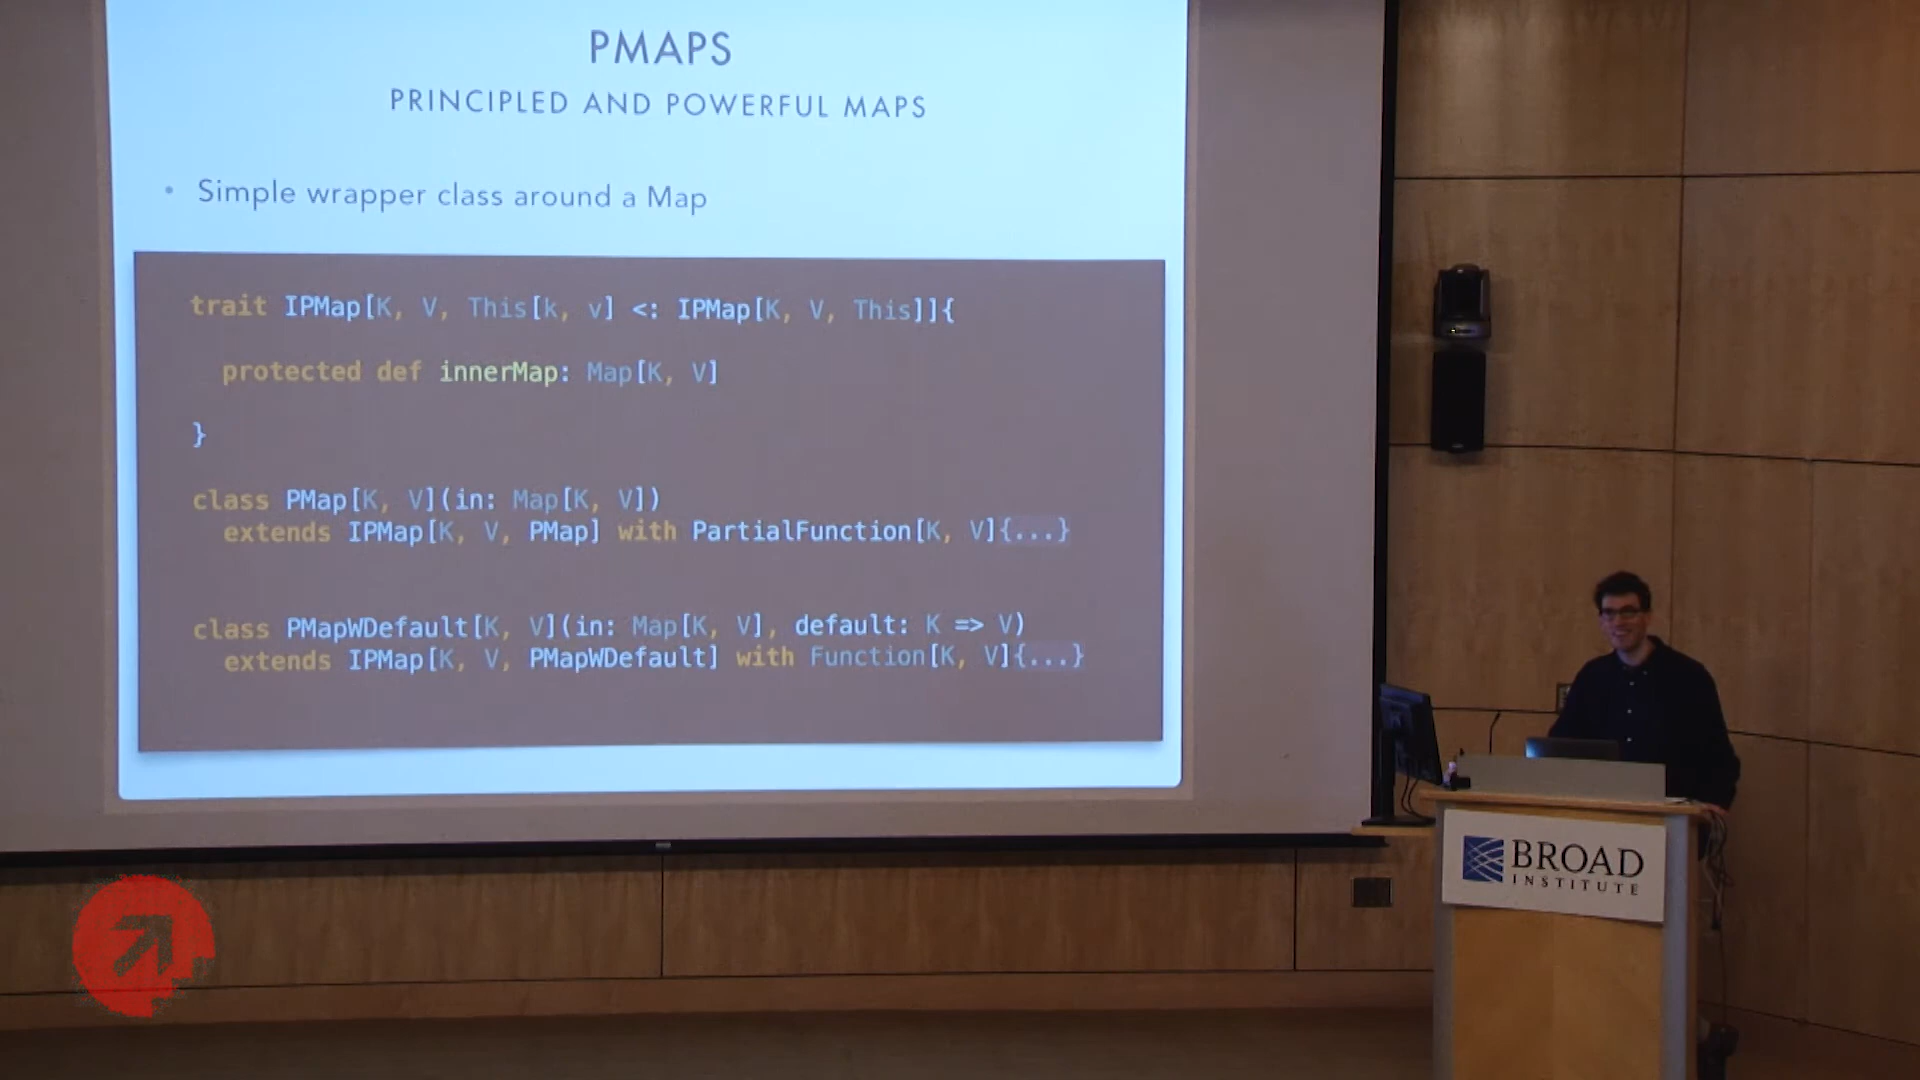 PMAPS
PRINCIPLED AND POWERFUL MAPS
• Simple wrapper class around a Map
trait IPMap[K, V, This[k, v] <: IPMap[K, V, This]]{
protected def innerMap: Map[K, V]
}
class PMap[K, V](in: Map[K, V])
extends IPMap[K, V, PMap] with PartialFunction[K, V]{...}
class PMapWDefault[K, V](in: Map[K, V], default: K => V)
extends IPMap[K, V, PMapWDefault] with Function[K, V]{...}
BROAD
INSTITUTE